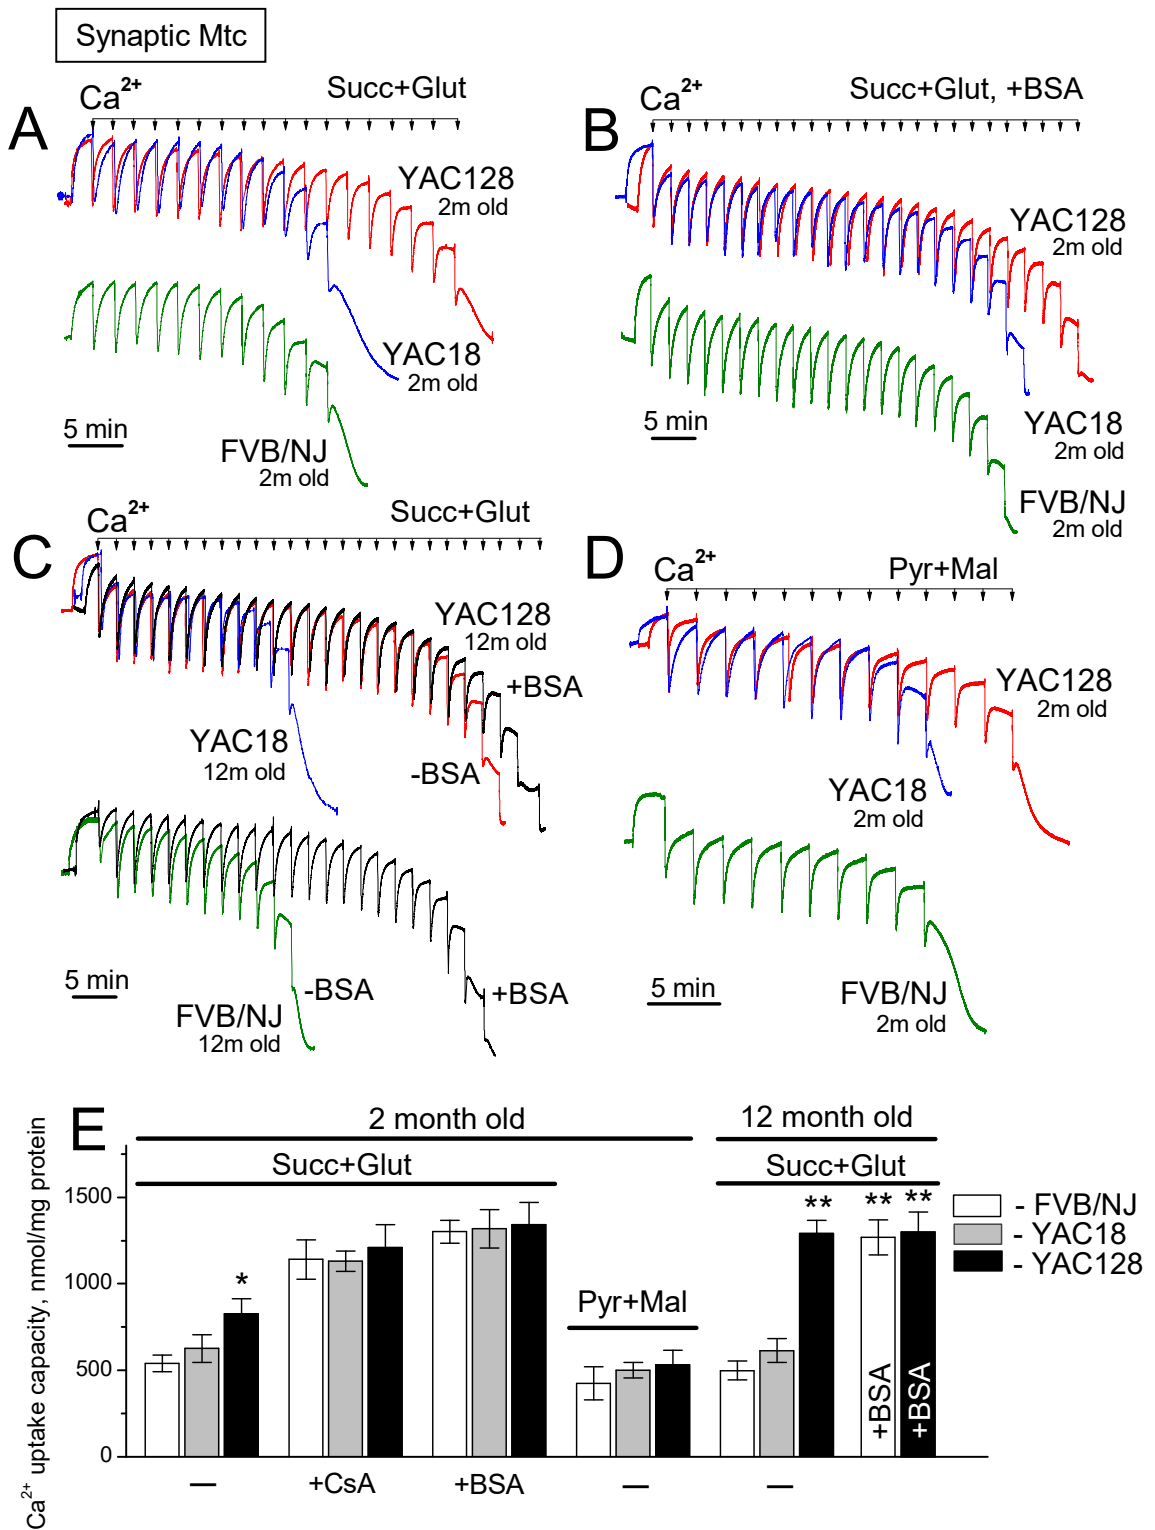 Synaptic Mtc
A
Ca2+
Succ+Glut
YAC128
2m old
YAC18
2m old
5 min
FVB/NJ
2m old
B
Ca2+
Succ+Glut, +BSA
YAC128
2m old
5 min
YAC18
2m old
FVB/NJ
2m old
C
Ca2+
Succ+Glut
YAC128
12m old
+BSA
YAC18
12m old
-BSA
5 min
-BSA
+BSA
FVB/NJ
12m old
D
Ca2+
Pyr+Mal
YAC128
2m old
YAC18
2m old
5 min
FVB/NJ
2m old
E
2 month old
12 month old
Succ+Glut
Succ+Glut
Pyr+Mal
Ca2+ uptake capacity, nmol/mg protein
1500
1000
500
0
*
**
**
**
- FVB/NJ
- YAC18
- YAC128
+BSA
+BSA
—
+CsA
+BSA
—
—